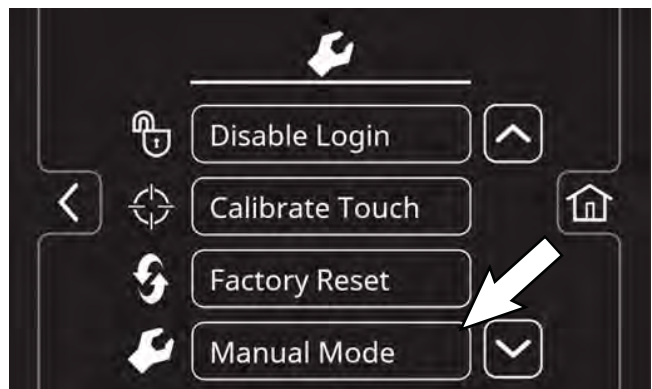 Disable Login
Calibrate Touch
Factory Reset
Manual Mode